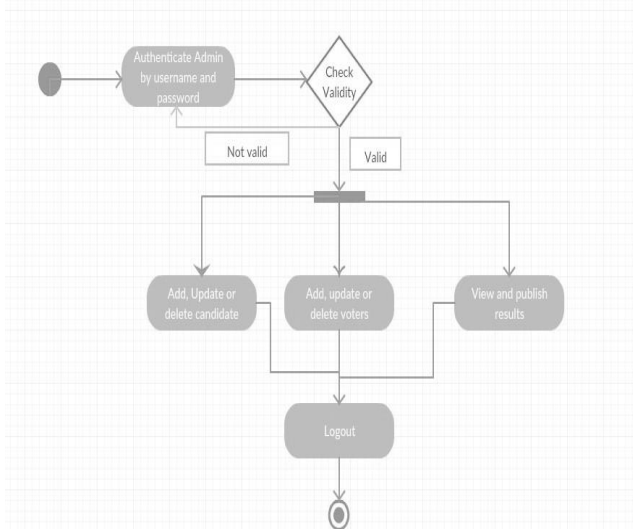 Authenticate Admin
by username and
password
Check
Validity
Not valid
Valid
Add, Update or
delete candidate
Add, update or
delete voters
View and publish
results
Logout